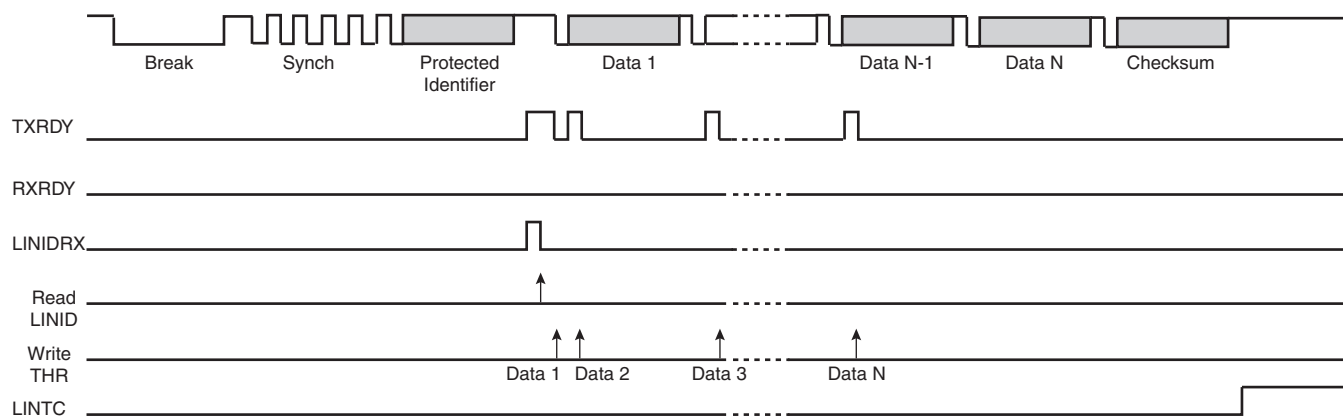 Break
Synch
Protected
Identifier
Data 1
Data N-1
Data N
Checksum
TXRDY
RXRDY
LINIDRX
Read
LINID
Write
THR
Data 1
Data 2
Data 3
Data N
LINTC